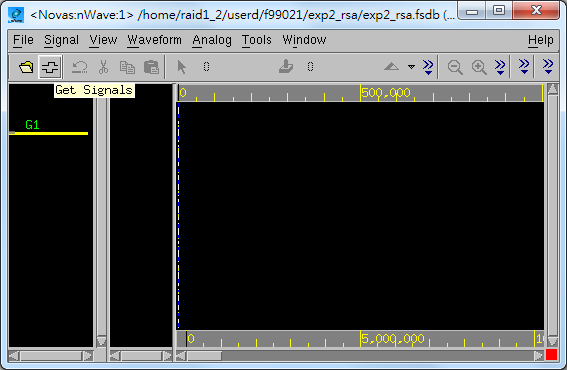 <Novas:nWave:1> /home/raid1_2/userd/f99021/exp2_rsa/exp2_rsa.fsdb (...
File Signal View Waveform Analog Tools Window Help
0 0
Get Signals
0 500,000
G1
0 5,000,000 10